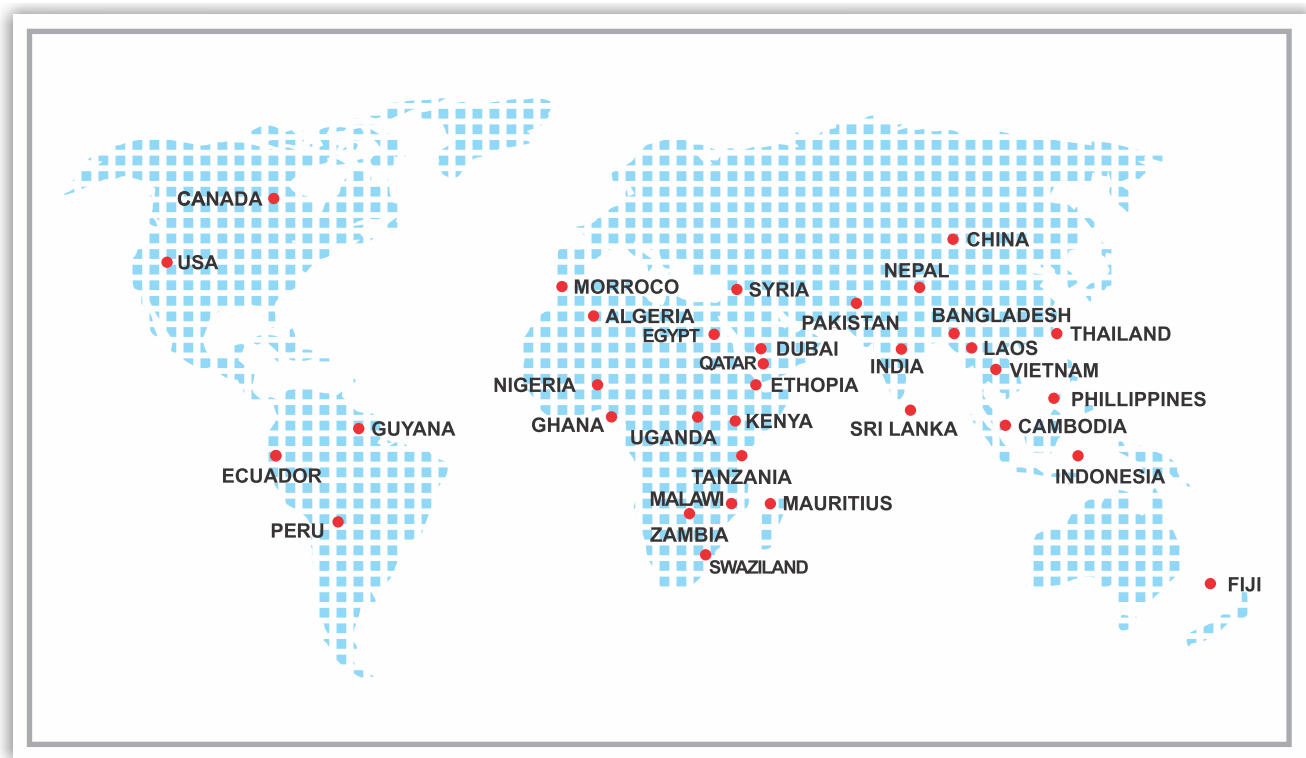 CANADA
CHINA
USA
NEPAL
MORROCO
SYRIA
ALGERIA
BANGLADESH
PAKISTAN
EGYPT
THAILAND
DUBAI
LAOS
QATAR
INDIA
VIETNAM
NIGERIA
ETHOPIA
PHILLIPPINES
GHANA
KENYA
GUYANA
SRI LANKA
CAMBODIA
UGANDA
ECUADOR
TANZANIA
INDONESIA
MALAWI
MAURITIUS
PERU
ZAMBIA
SWAZILAND
FIJI